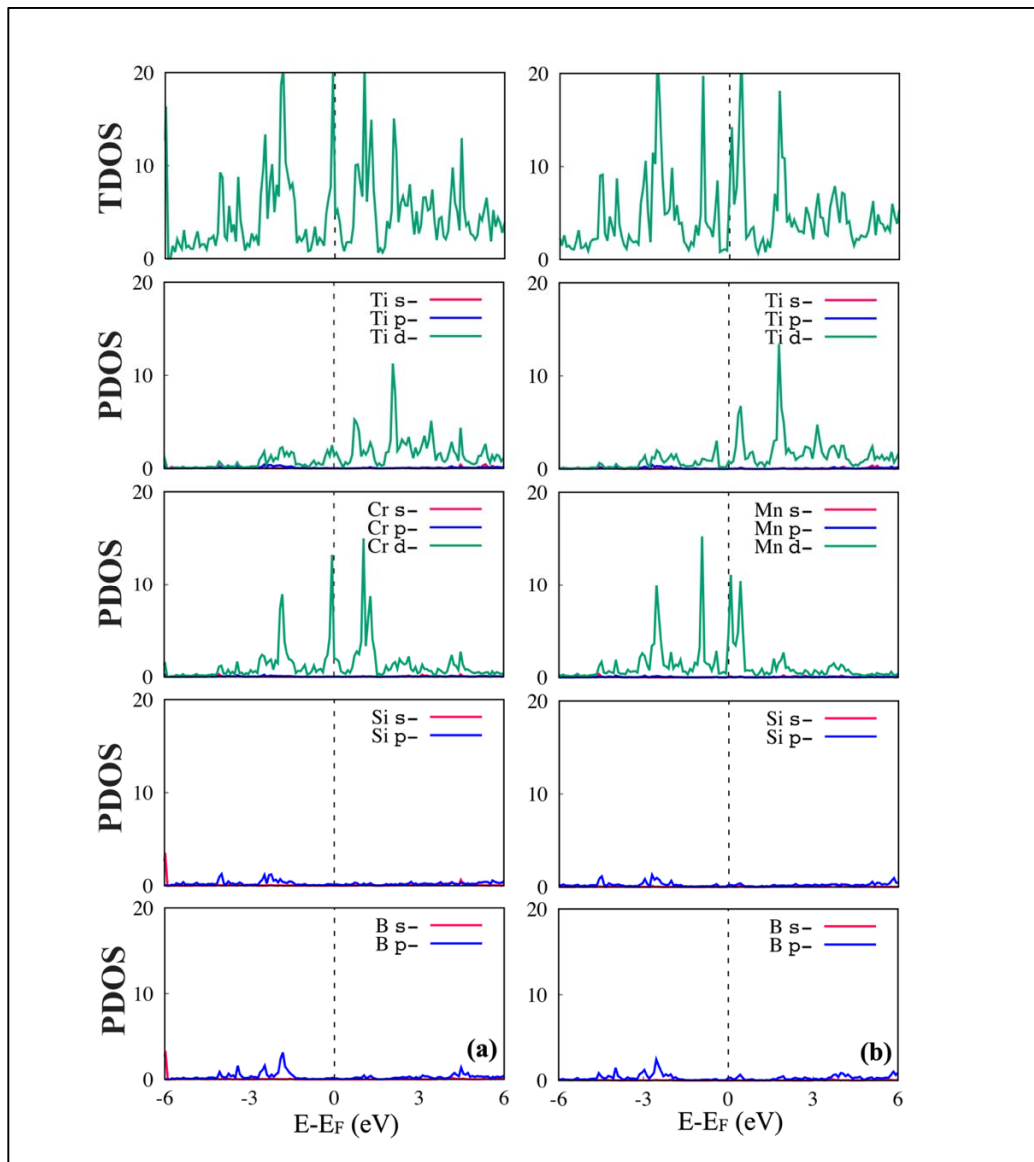 TDOS
20
10
0
20
10
0
PDOS
20
10
0
Ti s-
Ti p-
Ti d-
20
10
0
Ti s-
Ti p-
Ti d-
PDOS
20
10
0
Cr s-
Cr p-
Cr d-
20
10
0
Mn s-
Mn p-
Mn d-
PDOS
20
10
0
Si s-
Si p-
20
10
0
Si s-
Si p-
PDOS
20
10
0
B s-
B p-
(a)
20
10
0
B s-
B p-
(b)
-6 -3 0 3 6
-6 -3 0 3 6
E-EF (eV)
E-EF (eV)